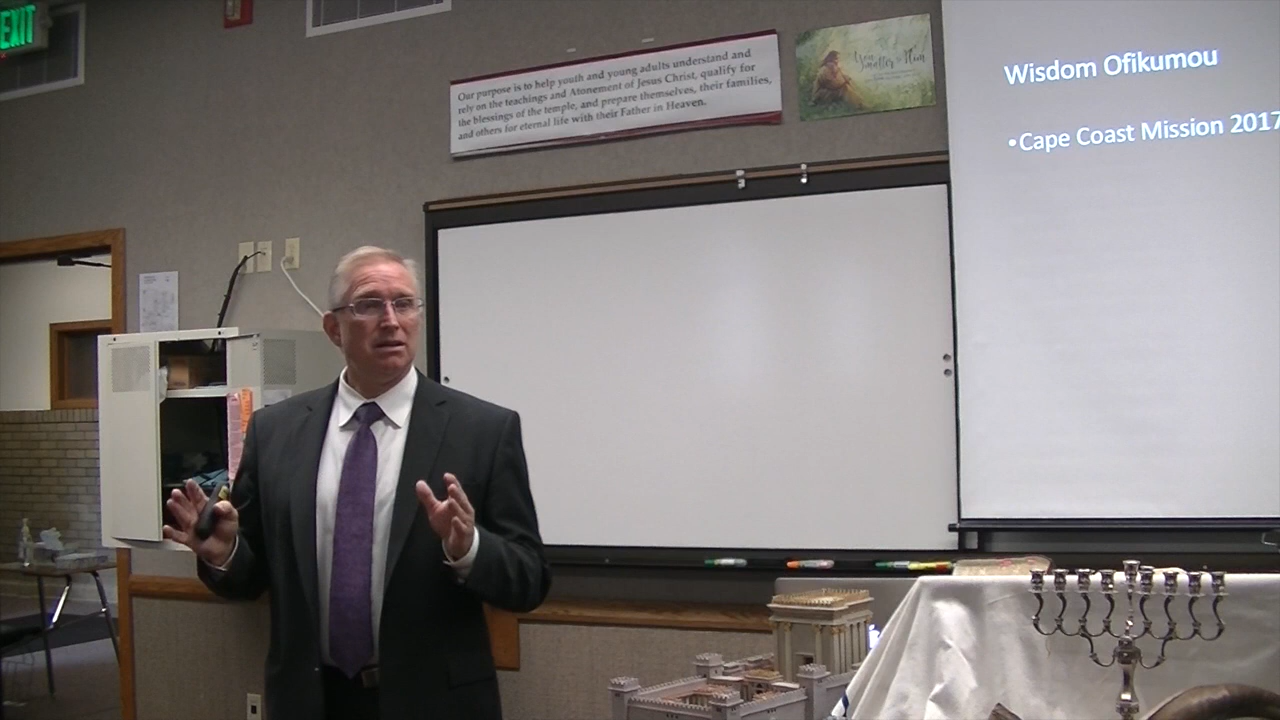 EXIT
Our purpose is to help youth and young adults understand and
rely on the teachings and Atonement of Jesus Christ, qualify for
the blessings of the temple, and prepare themselves, their families,
and others for eternal life with their Father in Heaven.
Wisdom Ofikumou
•Cape Coast Mission 2017